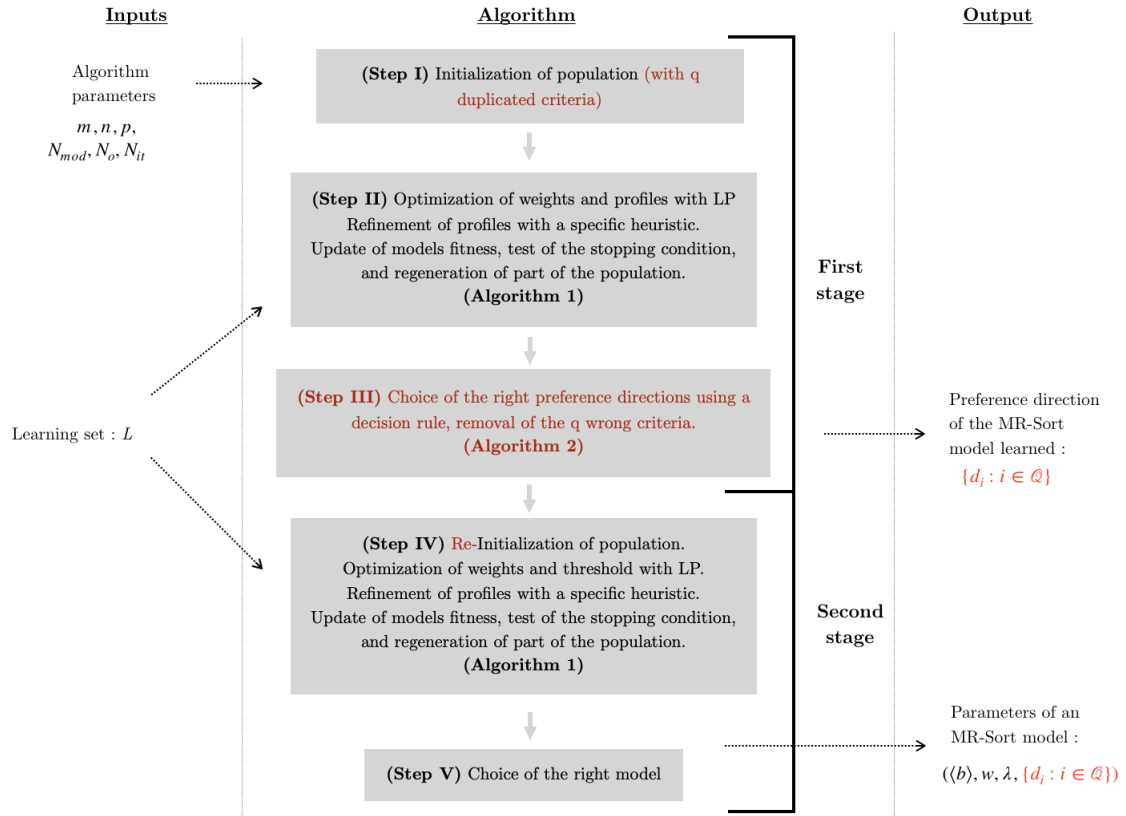 Inputs
Algorithm
Output
Algorithm
parameters
m, n, p,
N_mod, N_o, N_it
(Step I) Initialization of population (with q
duplicated criteria)
(Step II) Optimization of weights and profiles with LP
Refinement of profiles with a specific heuristic.
Update of models fitness, test of the stopping condition,
and regeneration of part of the population.
(Algorithm 1)
First
stage
(Step III) Choice of the right preference directions using a
decision rule, removal of the q wrong criteria.
(Algorithm 2)
Learning set : L
Preference direction
of the MR-Sort
model learned :
{d_i : i ∈ ℚ}
(Step IV) Re-Initialization of population.
Optimization of weights and threshold with LP.
Refinement of profiles with a specific heuristic.
Update of models fitness, test of the stopping condition,
and regeneration of part of the population.
(Algorithm 1)
Second
stage
(Step V) Choice of the right model
Parameters of an
MR-Sort model :
(⟨b⟩, w, λ, {d_i : i ∈ ℚ})